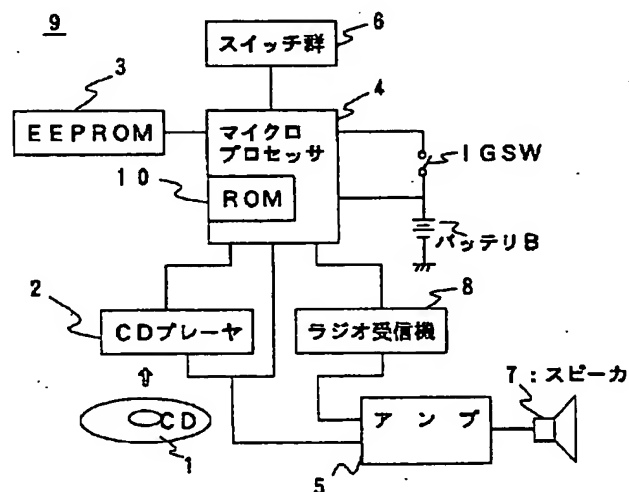 9
スイッチ群
6
3
EEPROM
マイクロ
プロセッサ
4
10
ROM
IGSW
バッテリB
2
CDプレーヤ
ラジオ受信機
8
CD
1
アンプ
5
7:スピーカ